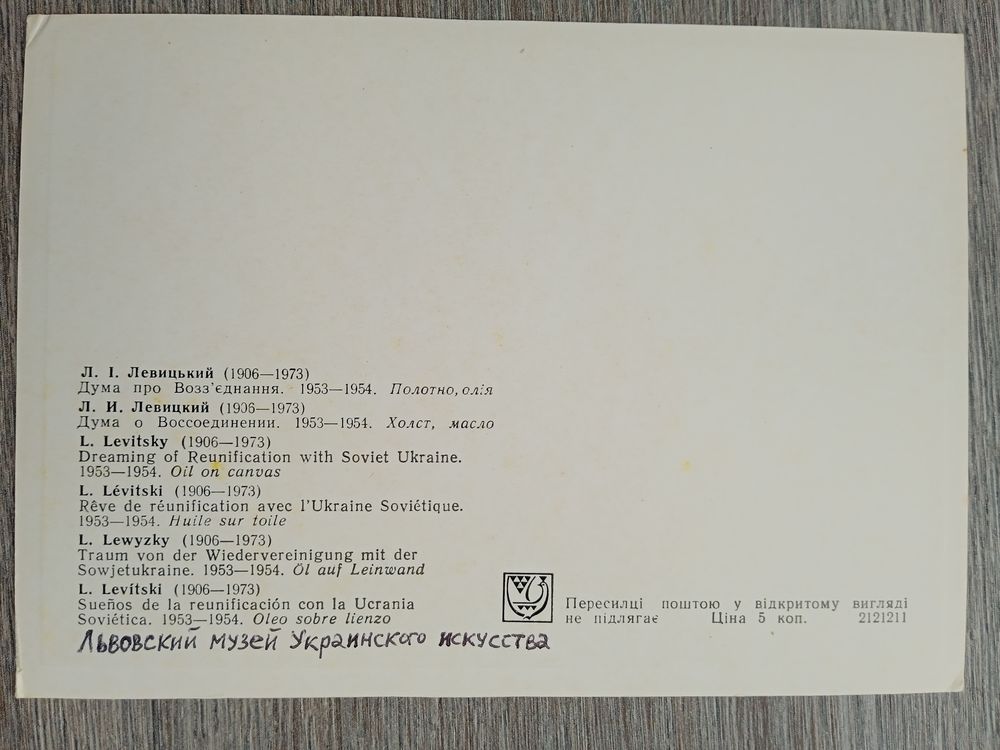 Л. І. Левицький (1906—1973)
Дума про Возз'єднання. 1953—1954. Полотно, олія
Л. И. Левицкий (1906—1973)
Дума о Воссоединении. 1953—1954. Холст, масло
L. Levitsky (1906—1973)
Dreaming of Reunification with Soviet Ukraine.
1953—1954. Oil on canvas
L. Lévitski (1906—1973)
Rêve de réunification avec l'Ukraine Soviétique.
1953—1954. Huile sur toile
L. Lewyzky (1906—1973)
Traum von der Wiedervereinigung mit der
Sowjetukraine. 1953—1954. Öl auf Leinwand
L. Levítski (1906—1973)
Sueños de la reunificación con la Ucrania
Soviética. 1953—1954. Oleo sobre lienzo
Львовский музей Украинского искусства
Пересилці поштою у відкритому вигляді
не підлягає Ціна 5 коп. 2121211